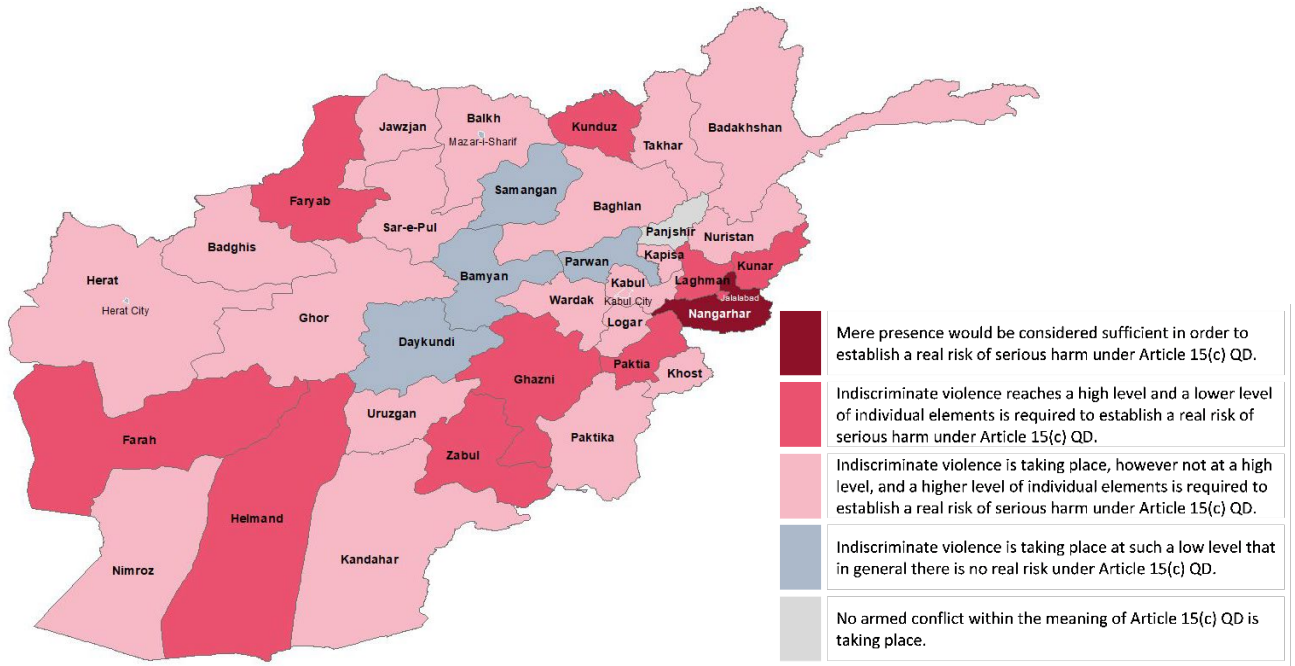 Jawzjan
Balkh
Mazar-i-Sharif
Kunduz
Takhar
Badakhshan
Samangan
Faryab
Baghlan
Sar-e-Pul
Panjshir
Nuristan
Badghis
Kapisa
Kunar
Parwan
Herat
Bamyan
Kabul
Laghman
Herat City
Wardak
Kabul City
Jalalabad
Ghor
Logar
Nangarhar
Daykundi
Paktia
Ghazni
Khost
Uruzgan
Farah
Paktika
Zabul
Helmand
Kandahar
Nimroz
Mere presence would be considered sufficient in order to
establish a real risk of serious harm under Article 15(c) QD.
Indiscriminate violence reaches a high level and a lower level
of individual elements is required to establish a real risk of
serious harm under Article 15(c) QD.
Indiscriminate violence is taking place, however not at a high
level, and a higher level of individual elements is required to
establish a real risk of serious harm under Article 15(c) QD.
Indiscriminate violence is taking place at such a low level that
in general there is no real risk under Article 15(c) QD.
No armed conflict within the meaning of Article 15(c) QD is
taking place.